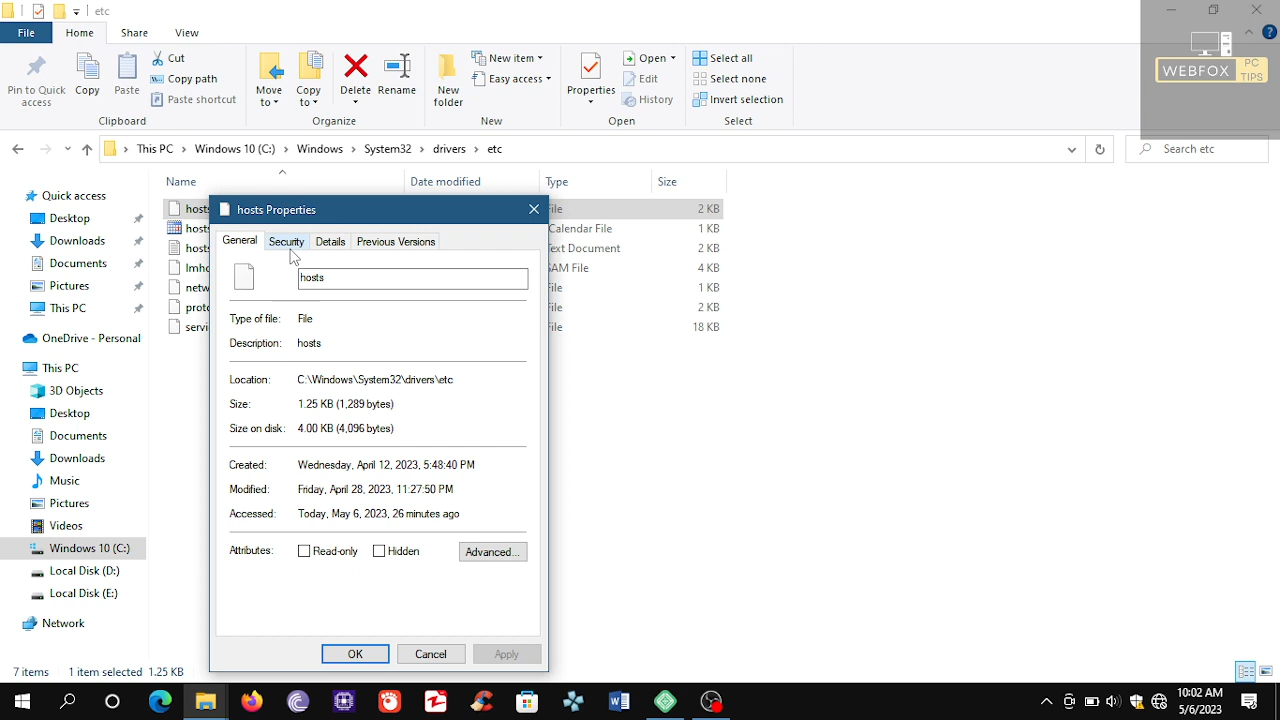 etc
File Home Share View
Pin to Quick access
Copy
Paste
Cut
Copy path
Paste shortcut
Clipboard
Move to
Copy to
Delete
Rename
Organize
New folder
New item
Easy access
New
Properties
Open
Edit
History
Open
Select all
Select none
Invert selection
Select
WEBFOX PC TIPS
This PC > Windows 10 (C:) > Windows > System32 > drivers > etc
Search etc
Name Date modified Type Size
Quick access
Desktop
Downloads
Documents
Pictures
This PC
OneDrive - Personal
This PC
3D Objects
Desktop
Documents
Downloads
Music
Pictures
Videos
Windows 10 (C:)
Local Disk (D:)
Local Disk (E:)
Network
hosts File 2 KB
hosts Calendar File 1 KB
hosts Text Document 2 KB
lmho SAM File 4 KB
netw File 1 KB
proto File 2 KB
servi File 18 KB
hosts Properties
General Security Details Previous Versions
hosts
Type of file: File
Description: hosts
Location: C:\Windows\System32\drivers\etc
Size: 1.25 KB (1,289 bytes)
Size on disk: 4.00 KB (4,096 bytes)
Created: Wednesday, April 12, 2023, 5:48:40 PM
Modified: Friday, April 28, 2023, 11:27:50 PM
Accessed: Today, May 6, 2023, 26 minutes ago
Attributes: Read-only Hidden Advanced...
OK Cancel Apply
7 items 1 item selected 1.25 KB
10:02 AM
5/6/2023